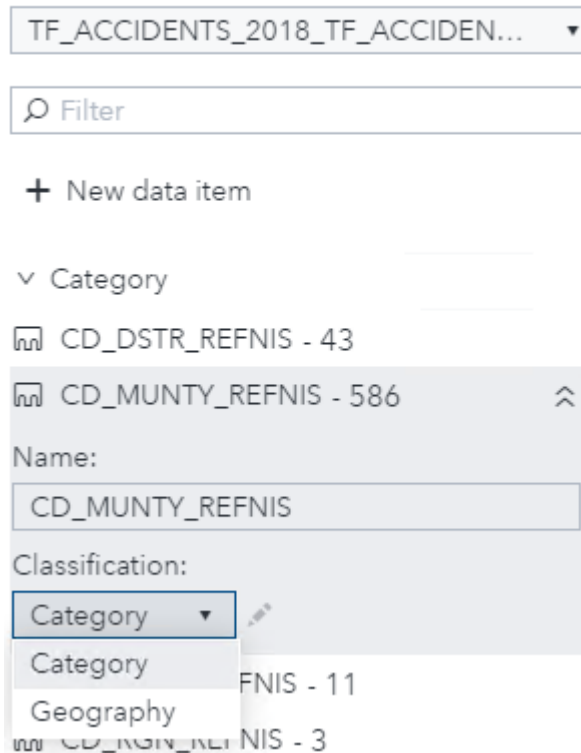 TF_ACCIDENTS_2018_TF_ACCIDEN...
Filter
+ New data item
Category
CD_DSTR_REFNIS - 43
CD_MUNTY_REFNIS - 586
Name:
CD_MUNTY_REFNIS
Classification:
Category
Category
FNIS - 11
Geography
CD_RGN_REFNIS - 3